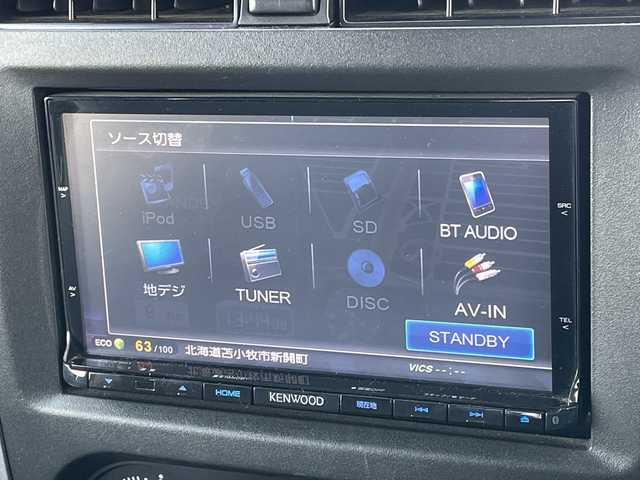 ソース切替
iPod USB SD BT AUDIO
地デジ TUNER DISC AV-IN
STANDBY
ECO 63/100 北海道苫小牧市新開町 VICS --:--
MAP
AV
SRC
TEL
HOME KENWOOD 現在地